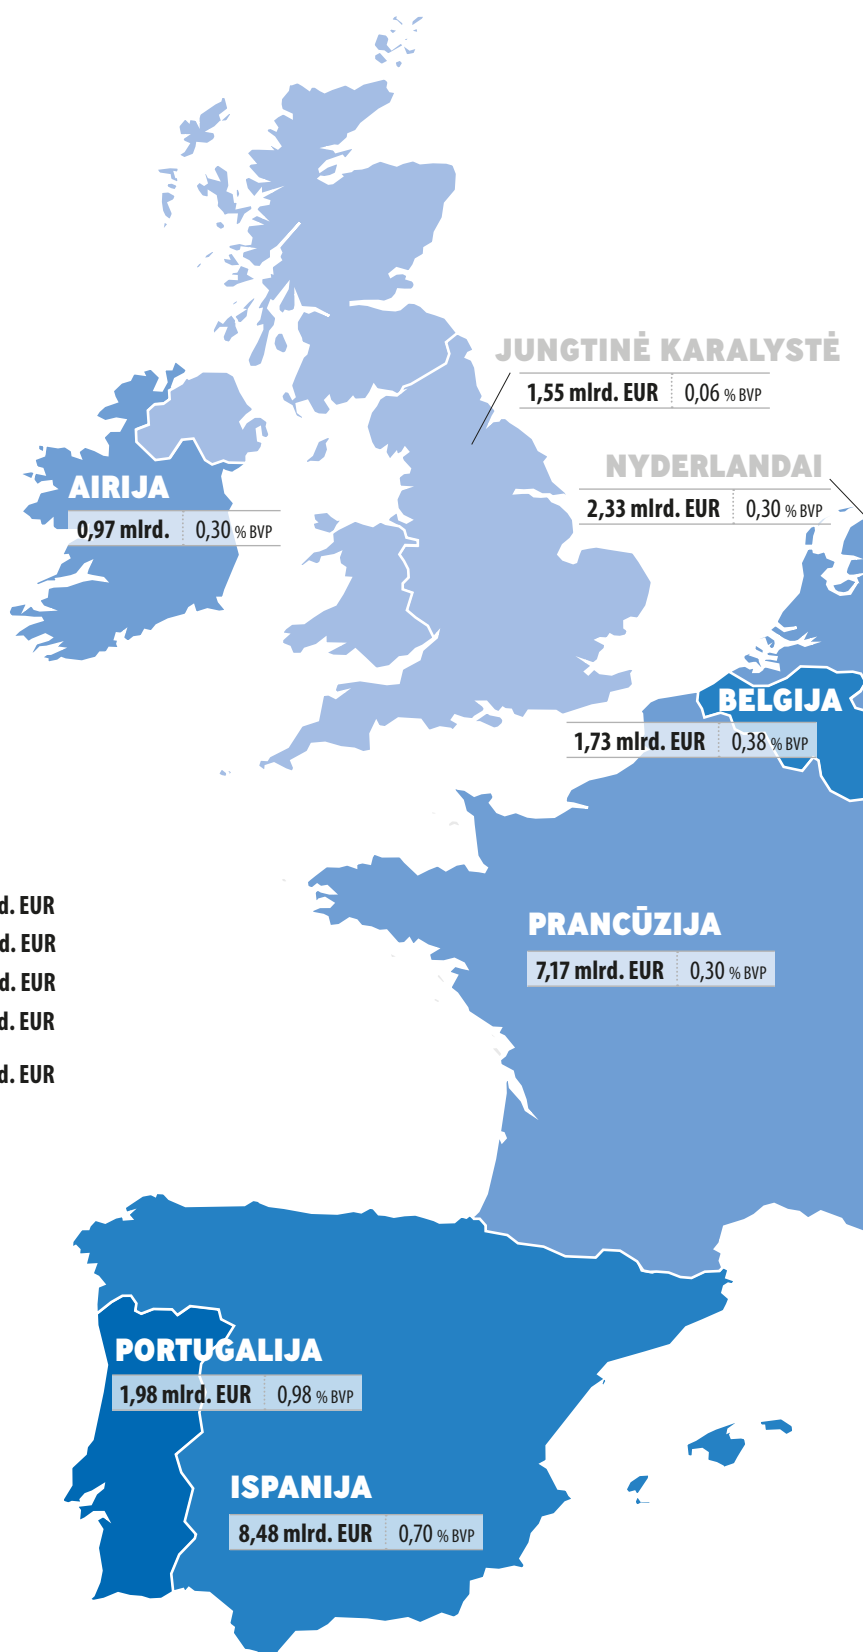 JUNGTINĖ KARALYSTĖ
1,55 mlrd. EUR 0,06 % BVP
NYDERLANDAI
2,33 mlrd. EUR 0,30 % BVP
AIRIJA
0,97 mlrd. 0,30 % BVP
BELGIJA
1,73 mlrd. EUR 0,38 % BVP
d. EUR
d. EUR
d. EUR
d. EUR
d. EUR
PRANCŪZIJA
7,17 mlrd. EUR 0,30 % BVP
PORTUGALIJA
1,98 mlrd. EUR 0,98 % BVP
ISPANIJA
8,48 mlrd. EUR 0,70 % BVP